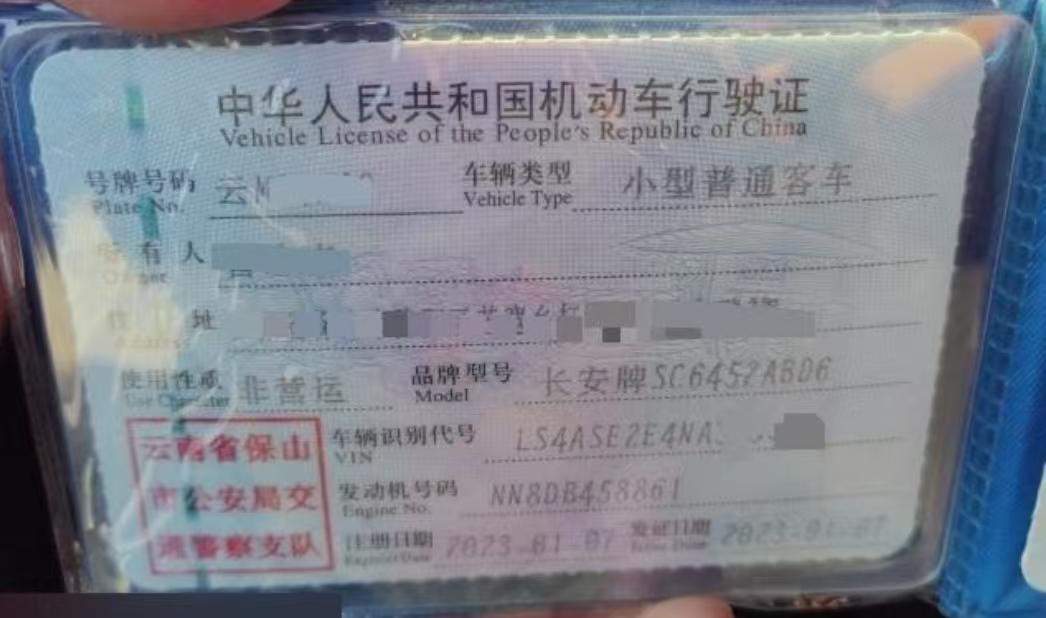 中华人民共和国机动车行驶证
Vehicle License of the People's Republic of China
号牌号码 云M 车辆类型 小型普通客车
Plate No. Vehicle Type
有 人
住 址
使用性质 非营运 品牌型号 长安牌SC6452ABD6
Use Character Model
云南省保山 车辆识别代号 LS4ASE2E4NA
VIN
市公安局交 发动机号码 NN8DB458861
Engine No.
通警察支队 注册日期 2023-01-07 发证日期 2023-01-07
Issue Date